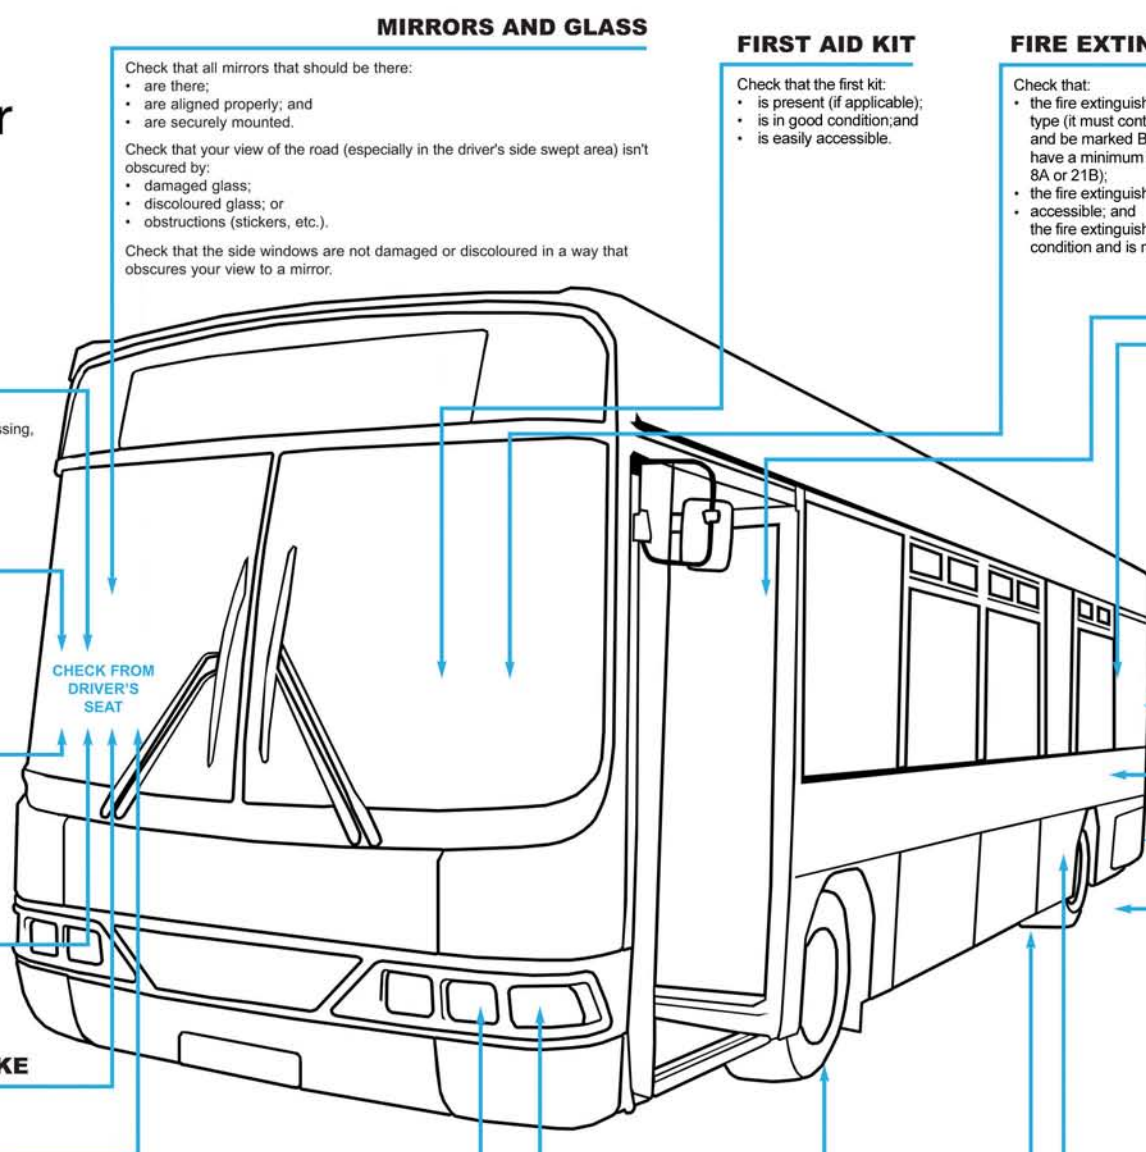 MIRRORS AND GLASS
Check that all mirrors that should be there:
• are there;
• are aligned properly; and
• are securely mounted.
Check that your view of the road (especially in the driver's side swept area) isn't
obscured by:
• damaged glass;
• discoloured glass; or
• obstructions (stickers, etc.).
Check that the side windows are not damaged or discoloured in a way that
obscures your view to a mirror.
FIRST AID KIT
Check that the first kit:
• is present (if applicable);
• is in good condition;and
• is easily accessible.
FIRE EXTIN
Check that:
• the fire extinguish
type (it must cont
and be marked B
have a minimum
8A or 21B);
• the fire extinguish
• accessible; and
the fire extinguish
condition and is r
r
ssing,
CHECK FROM
DRIVER'S
SEAT
KE